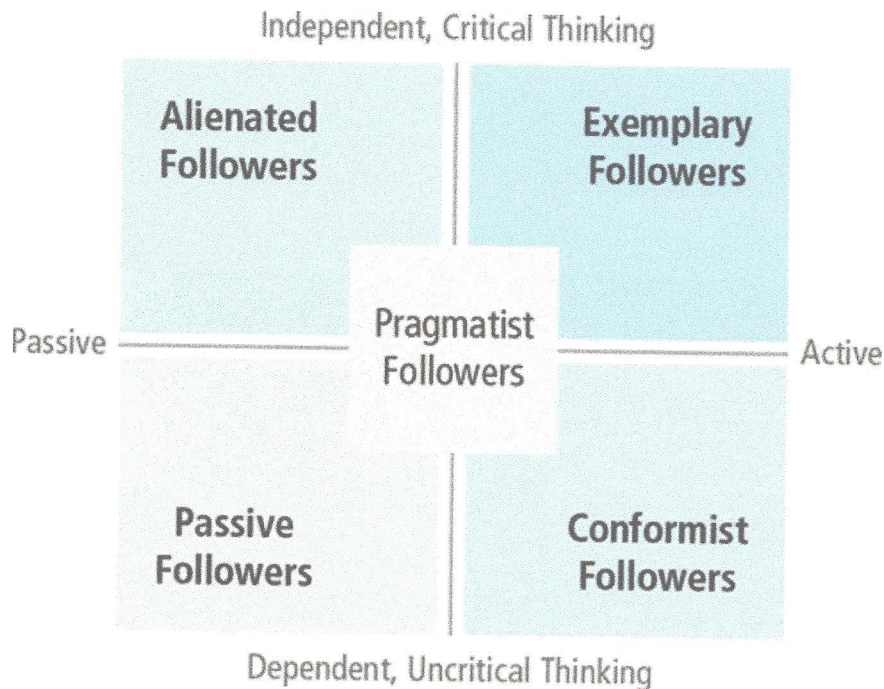 Independent, Critical Thinking
Alienated
Followers
Exemplary
Followers
Pragmatist
Followers
Passive
Active
Passive
Followers
Conformist
Followers
Dependent, Uncritical Thinking